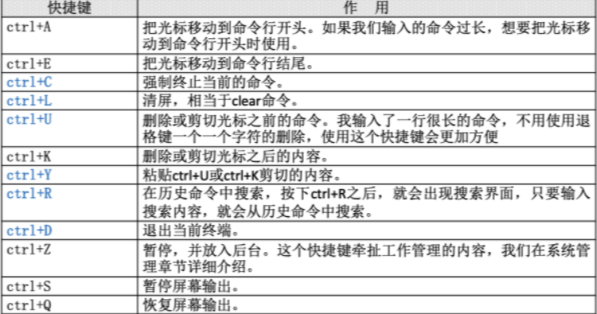 快捷键 作 用
ctrl+A 把光标移动到命令行开头。如果我们输入的命令过长，想要把光标移
动到命令行开头时使用。
ctrl+E 把光标移动到命令行结尾。
ctrl+C 强制终止当前的命令。
ctrl+L 清屏，相当于clear命令。
ctrl+U 删除或剪切光标之前的命令。我输入了一行很长的命令，不用使用退
格键一个一个字符的删除，使用这个快捷键会更加方便
ctrl+K 删除或剪切光标之后的内容。
ctrl+Y 粘贴ctrl+U或ctrl+K剪切的内容。
ctrl+R 在历史命令中搜索，按下ctrl+R之后，就会出现搜索界面，只要输入
搜索内容，就会从历史命令中搜索。
ctrl+D 退出当前终端。
ctrl+Z 暂停，并放入后台。这个快捷键牵扯工作管理的内容，我们在系统管
理章节详细介绍。
ctrl+S 暂停屏幕输出。
ctrl+Q 恢复屏幕输出。